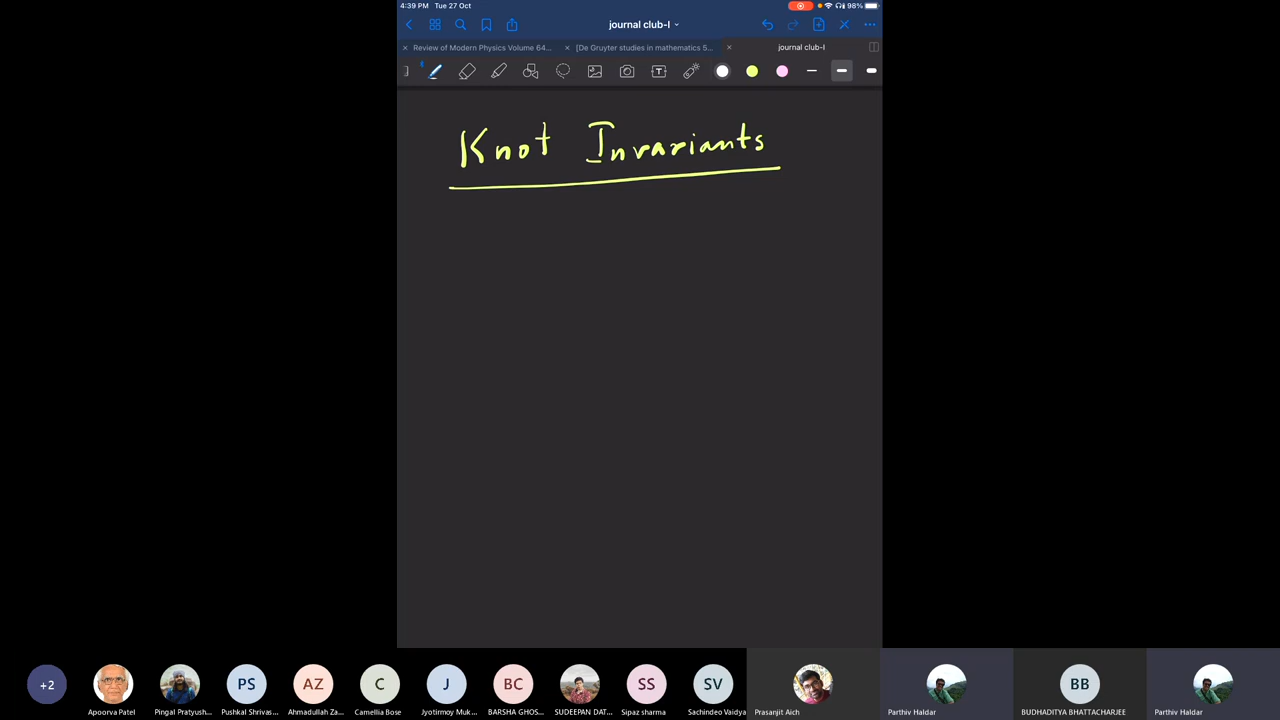 4:39 PM Tue 27 Oct
98%
journal club-I
Review of Modern Physics Volume 64...
[De Gruyter studies in mathematics 5...
journal club-I
Knot Invariants
+2
PS
AZ
C
J
BC
SS
SV
BB
Apoorva Patel
Pingal Pratyush...
Pushkal Shrivas...
Ahmadullah Za...
Camellia Bose
Jyotirmoy Muk...
BARSHA GHOS...
SUDEEPAN DAT...
Sipaz sharma
Sachindeo Vaidya
Prasanjit Aich
Parthiv Haldar
BUDHADITYA BHATTACHARJEE
Parthiv Haldar